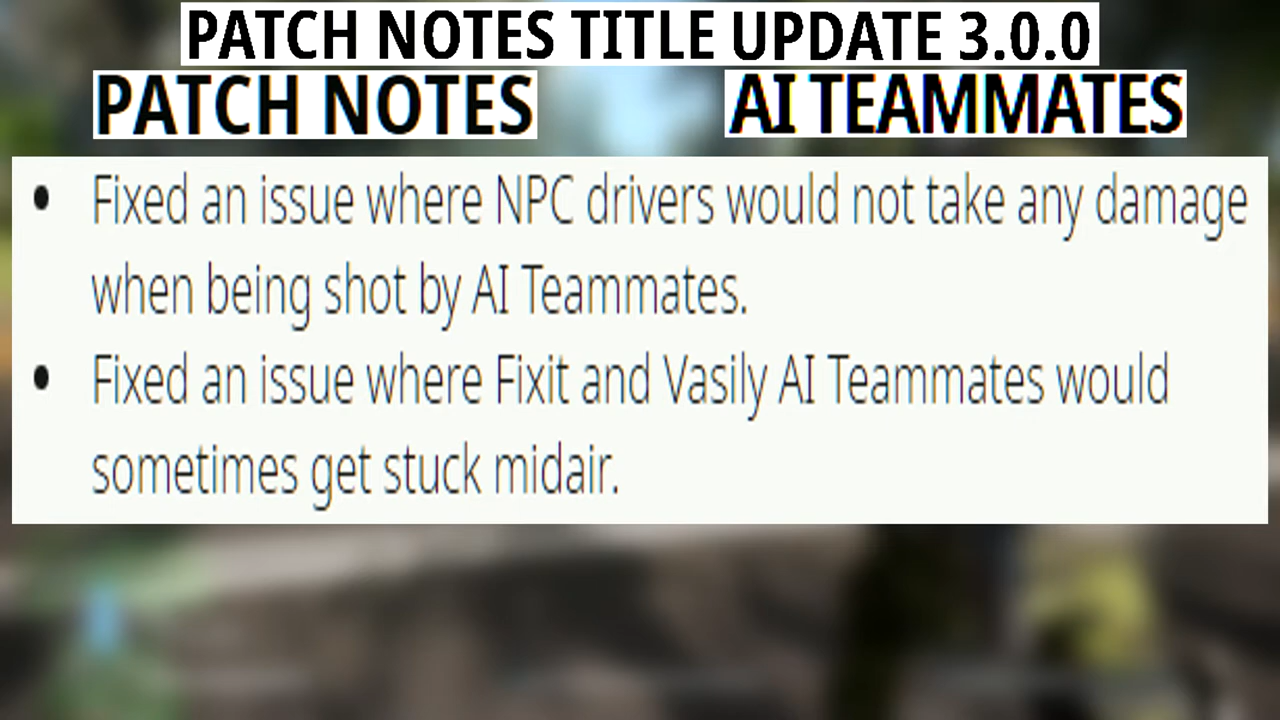 PATCH NOTES TITLE UPDATE 3.0.0
PATCH NOTES
AI TEAMMATES
• Fixed an issue where NPC drivers would not take any damage
when being shot by AI Teammates.
• Fixed an issue where Fixit and Vasily AI Teammates would
sometimes get stuck midair.